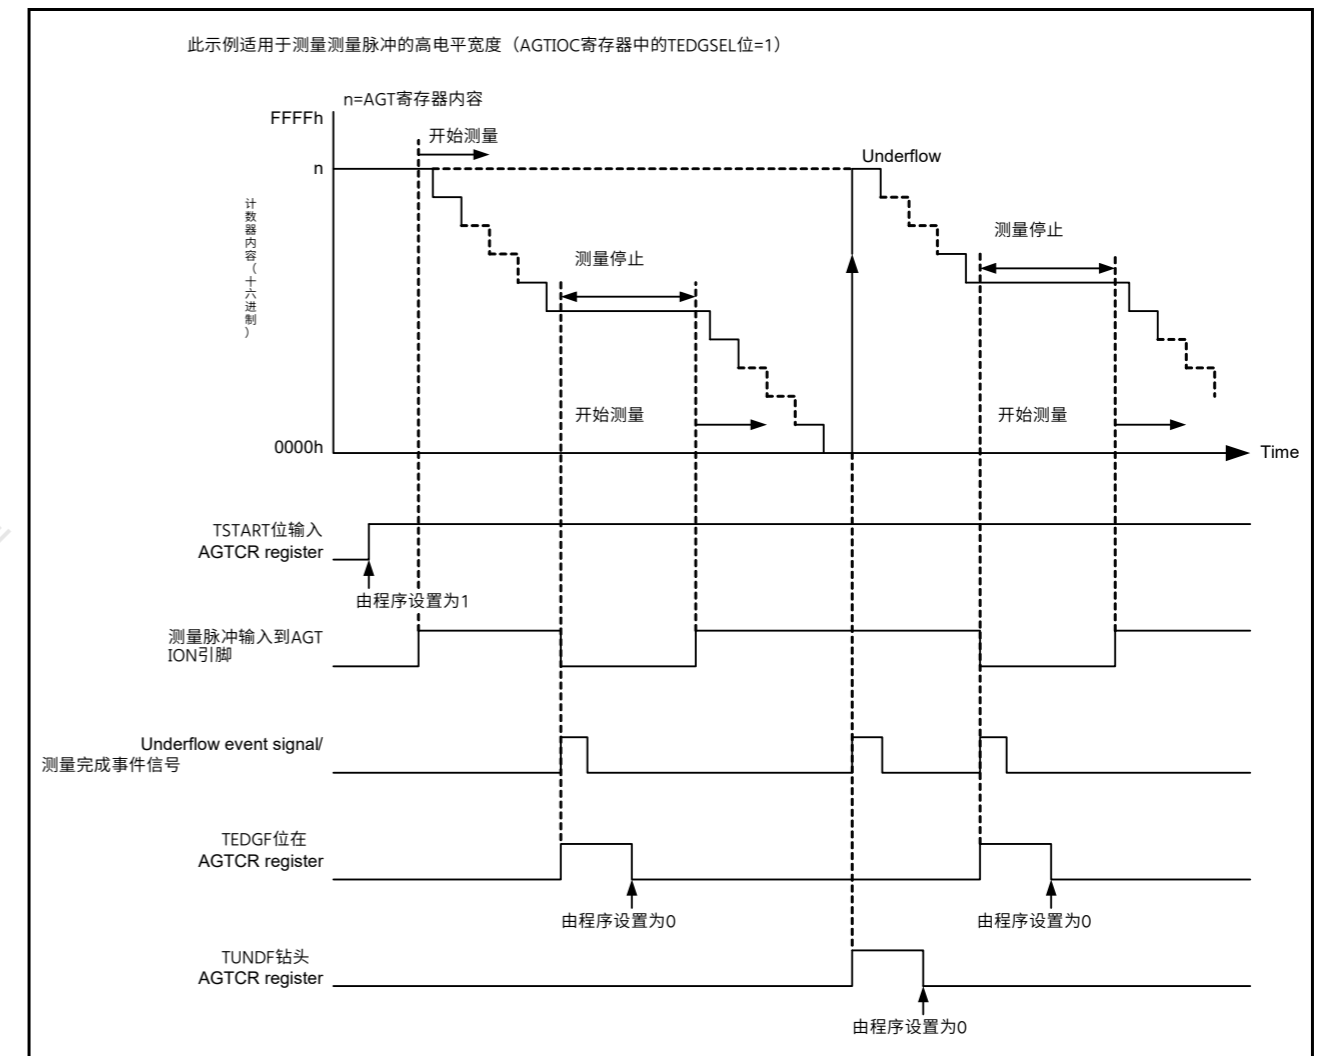 此示例适用于测量测量脉冲的高电平宽度（AGTIOC寄存器中的TEDGSEL位=1）
n=AGT寄存器内容
FFFFh
开始测量
Underflow
n
计数器内容（十六进制）
测量停止
测量停止
开始测量
开始测量
0000h
Time
TSTART位输入
AGTCR register
由程序设置为1
测量脉冲输入到AGT
ION引脚
Underflow event signal/
测量完成事件信号
TEDGF位在
AGTCR register
由程序设置为0
由程序设置为0
TUNDF钻头
AGTCR register
由程序设置为0